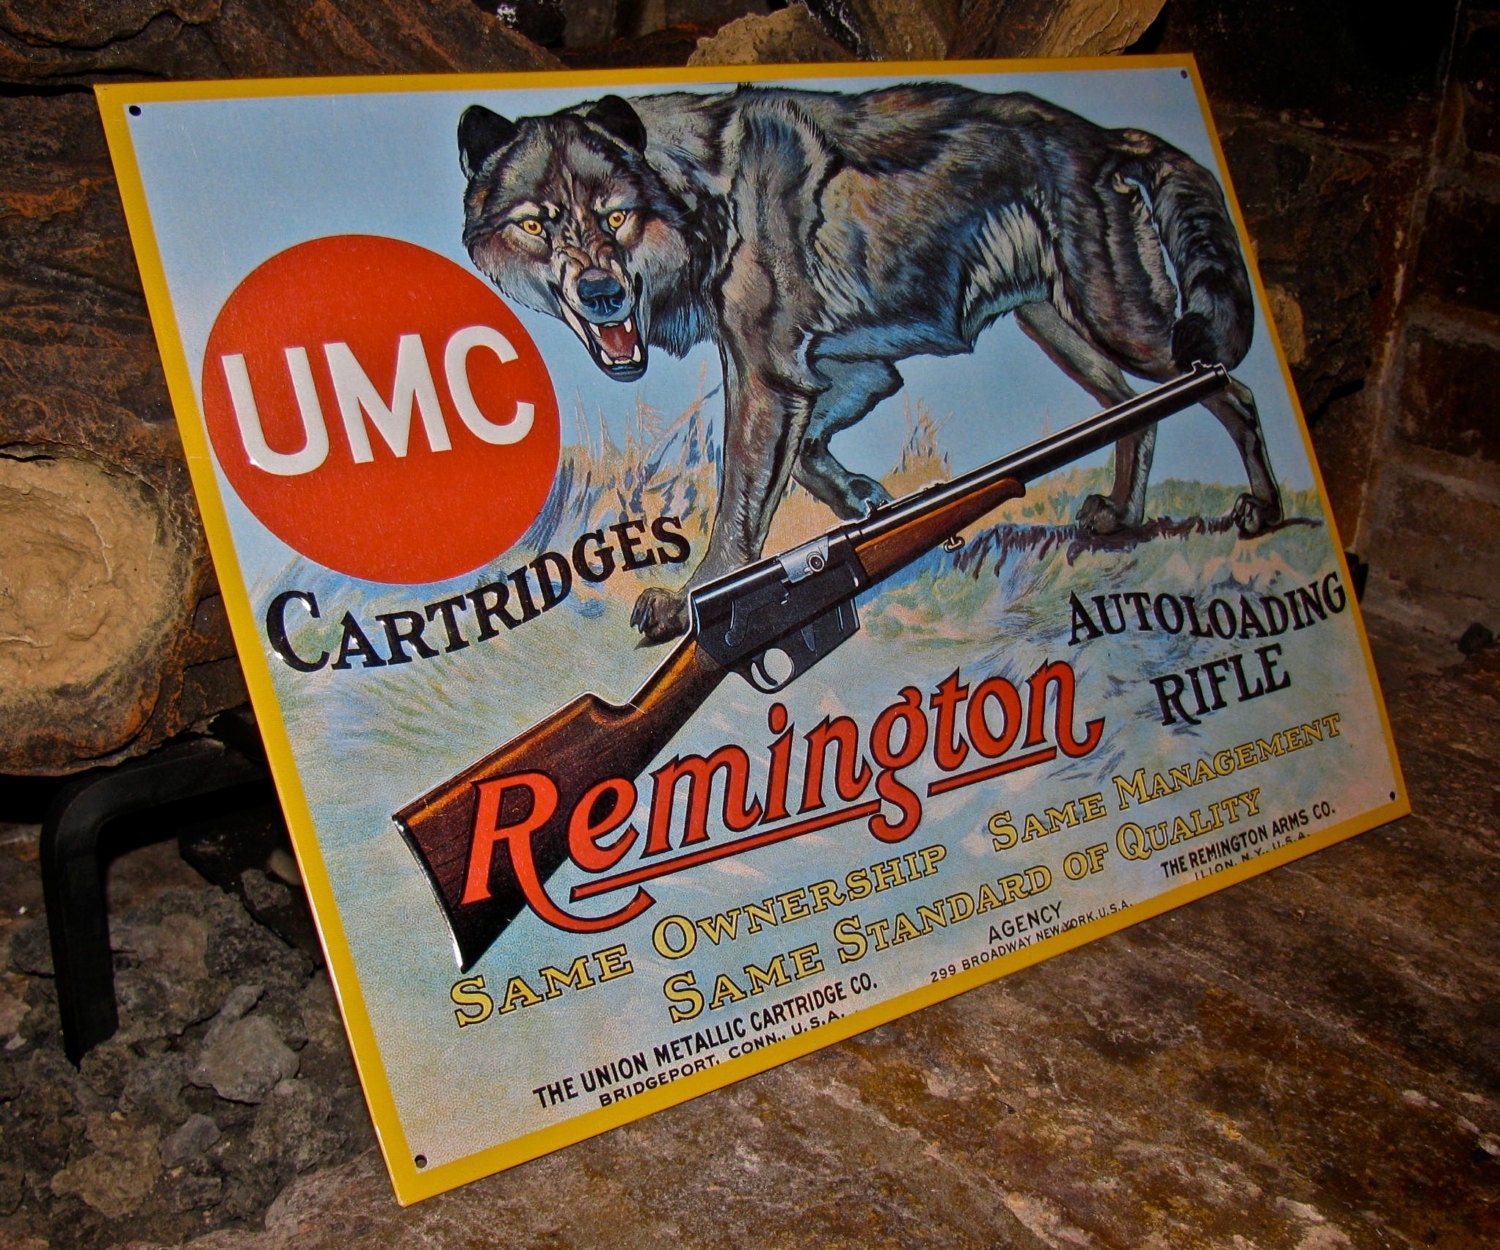 UMC
CARTRIDGES
AUTOLOADING
RIFLE
Remington
SAME OWNERSHIP SAME MANAGEMENT
SAME STANDARD OF QUALITY
THE UNION METALLIC CARTRIDGE CO.
BRIDGEPORT, CONN., U.S.A.
AGENCY
299 BROADWAY NEW YORK, U.S.A.
THE REMINGTON ARMS CO.
ILION, N.Y., U.S.A.